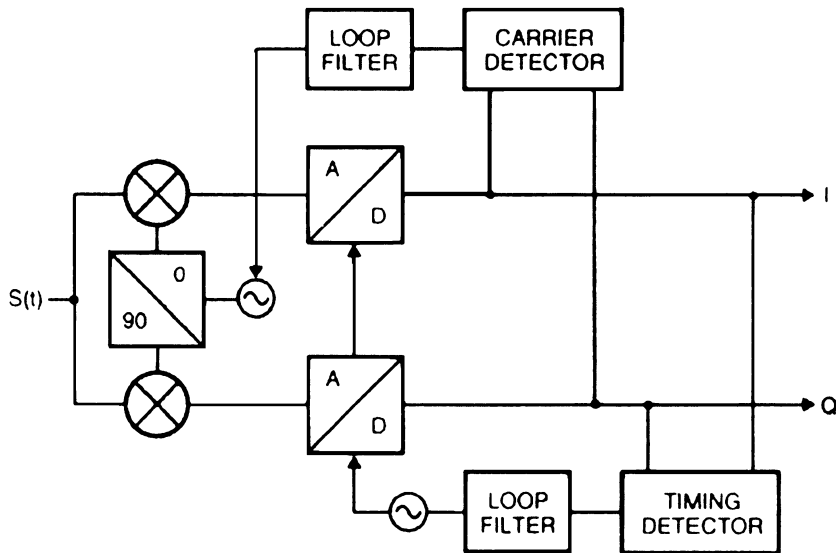 LOOP
FILTER
CARRIER
DETECTOR
A
D
I
0
90
S(t)
A
D
Q
LOOP
FILTER
TIMING
DETECTOR